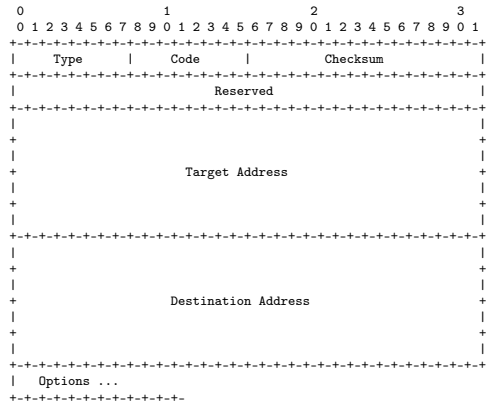 0                   1                   2                   3
 0 1 2 3 4 5 6 7 8 9 0 1 2 3 4 5 6 7 8 9 0 1 2 3 4 5 6 7 8 9 0 1
+-+-+-+-+-+-+-+-+-+-+-+-+-+-+-+-+-+-+-+-+-+-+-+-+-+-+-+-+-+-+-+-+
|     Type      |     Code      |          Checksum             |
+-+-+-+-+-+-+-+-+-+-+-+-+-+-+-+-+-+-+-+-+-+-+-+-+-+-+-+-+-+-+-+-+
|                           Reserved                            |
+-+-+-+-+-+-+-+-+-+-+-+-+-+-+-+-+-+-+-+-+-+-+-+-+-+-+-+-+-+-+-+-+
|                                                               |
+                                                               +
|                                                               |
+                       Target Address                          +
|                                                               |
+                                                               +
|                                                               |
+-+-+-+-+-+-+-+-+-+-+-+-+-+-+-+-+-+-+-+-+-+-+-+-+-+-+-+-+-+-+-+-+
|                                                               |
+                                                               +
|                                                               |
+                     Destination Address                       +
|                                                               |
+                                                               +
|                                                               |
+-+-+-+-+-+-+-+-+-+-+-+-+-+-+-+-+-+-+-+-+-+-+-+-+-+-+-+-+-+-+-+-+
|   Options ...
+-+-+-+-+-+-+-+-+-+-+-+-